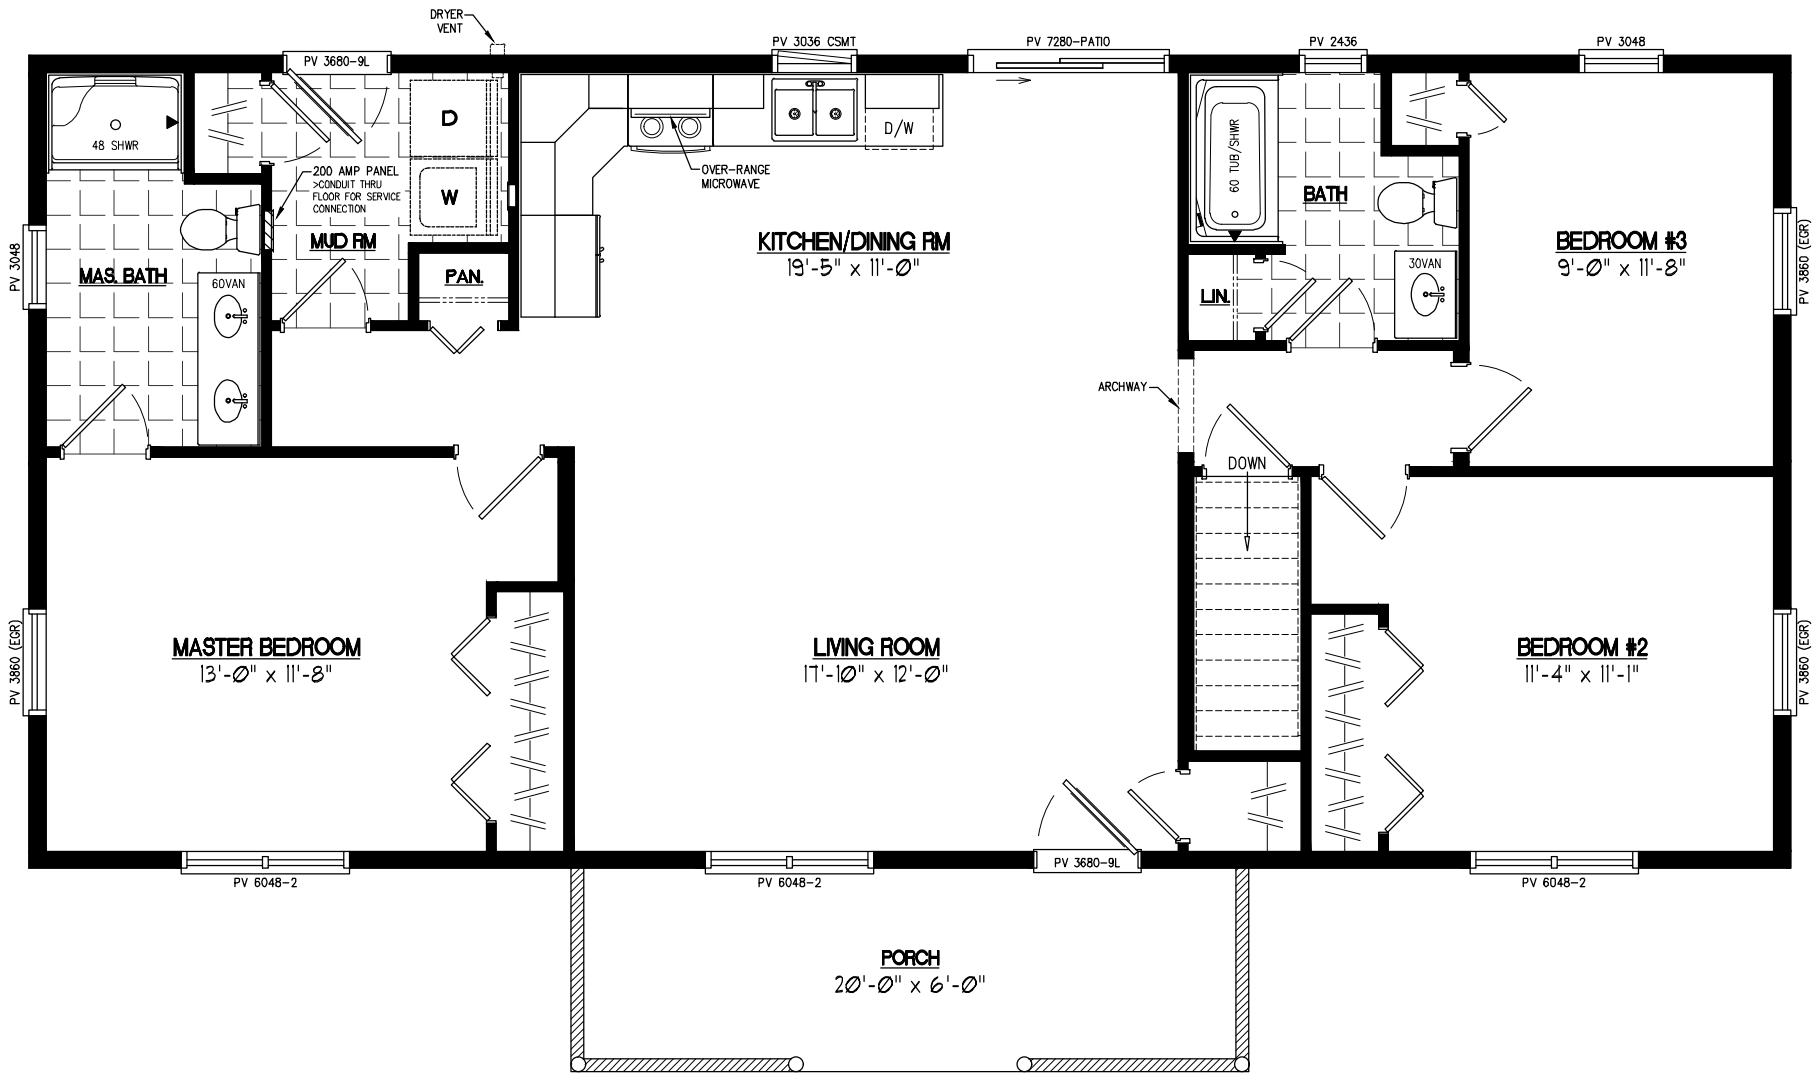 DRYER
VENT
PV 3680-9L
PV 3036 CSMT
PV 7280-PATIO
PV 2436
PV 3048
D
D/W
48 SHWR
60 TUB/SHWR
OVER-RANGE
MICROWAVE
200 AMP PANEL
>CONDUIT THRU
FLOOR FOR SERVICE
CONNECTION
W
BATH
MUD RM
KITCHEN/DINING RM
19'-5" x 11'-0"
BEDROOM #3
9'-0" x 11'-8"
PV 3048
PV 3860 (EGR)
MAS. BATH
60VAN
PAN.
30VAN
LIN.
ARCHWAY
DOWN
MASTER BEDROOM
13'-0" x 11'-8"
LIVING ROOM
17'-10" x 12'-0"
BEDROOM #2
11'-4" x 11'-1"
PV 3860 (EGR)
PV 3860 (EGR)
PV 3680-9L
PV 6048-2
PV 6048-2
PV 6048-2
PORCH
20'-0" x 6'-0"